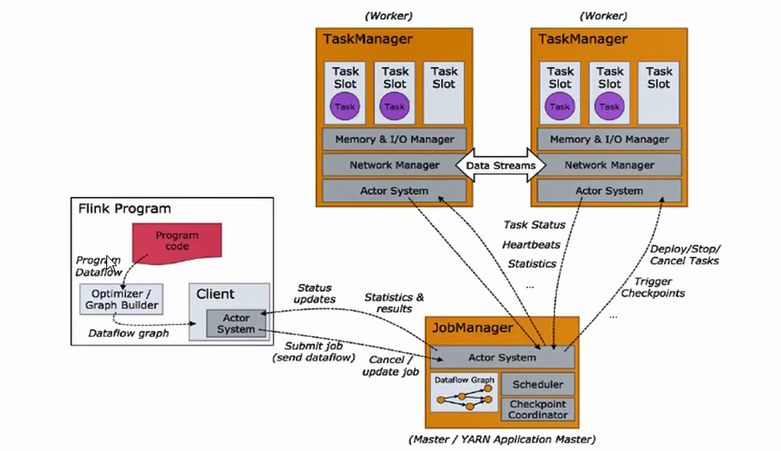 (Worker)
(Worker)
TaskManager
TaskManager
Task
Slot
Task
Slot
Task
Slot
Task
Slot
Task
Slot
Task
Slot
Task
Task
Task
Task
Memory & I/O Manager
Memory & I/O Manager
Network Manager
Data Streams
Network Manager
Actor System
Actor System
Flink Program
Program
code
Program
Dataflow
Optimizer /
Graph Builder
Dataflow graph
Client
Actor
System
Task Status
Heartbeats
Statistics
...
Deploy/Stop/
Cancel Tasks
Trigger
Checkpoints
...
Status
updates
Statistics &
results
Submit job
(send dataflow)
Cancel /
update job
JobManager
Actor System
Dataflow Graph
Scheduler
Checkpoint
Coordinator
(Master / YARN Application Master)